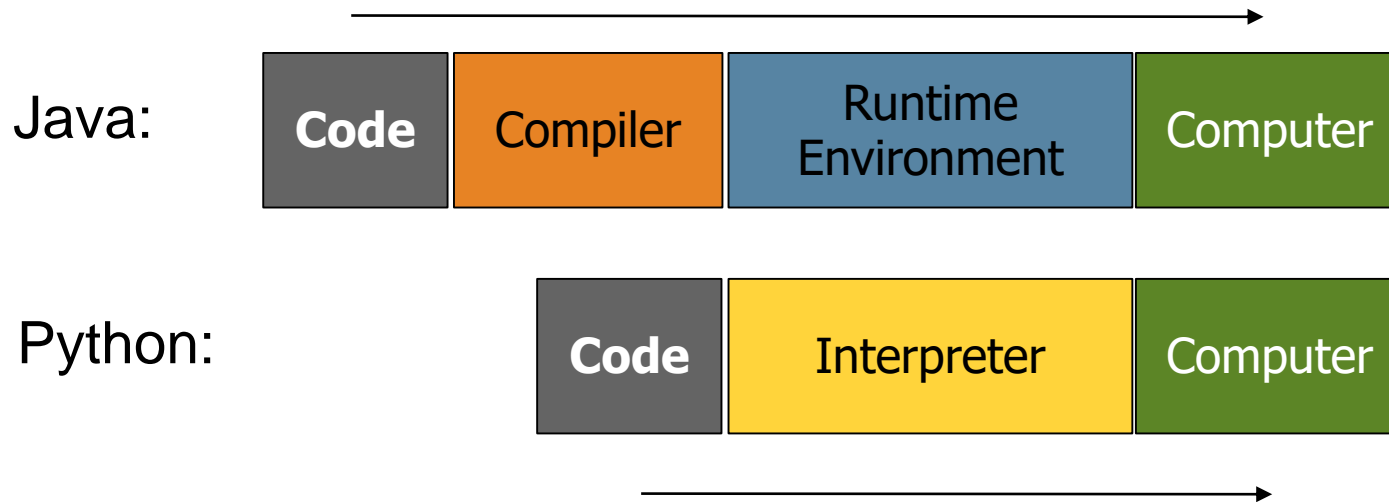 Java:
Code
Compiler
Runtime
Environment
Computer
Python:
Code
Interpreter
Computer